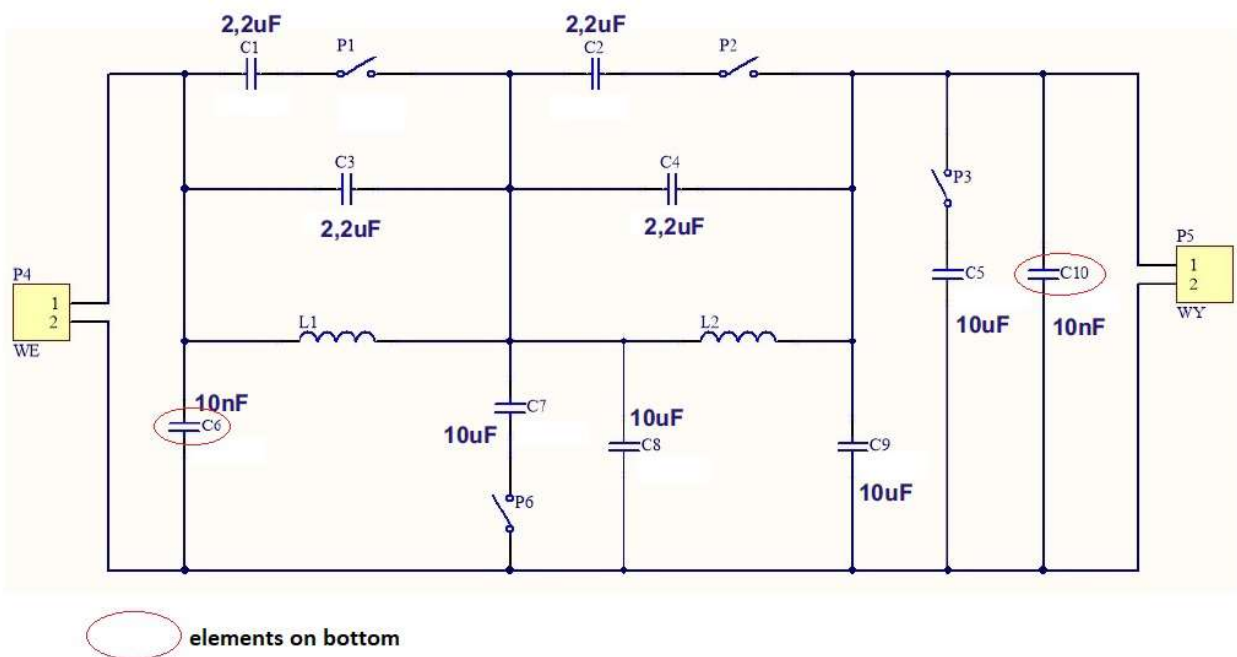 2,2uF
C1
P1
2,2uF
C2
P2
C3
2,2uF
C4
2,2uF
P3
P4
1
2
WE
P5
1
2
WY
C5
10uF
C10
10nF
L1
L2
10nF
C6
C7
10uF
10uF
C8
C9
10uF
P6
elements on bottom